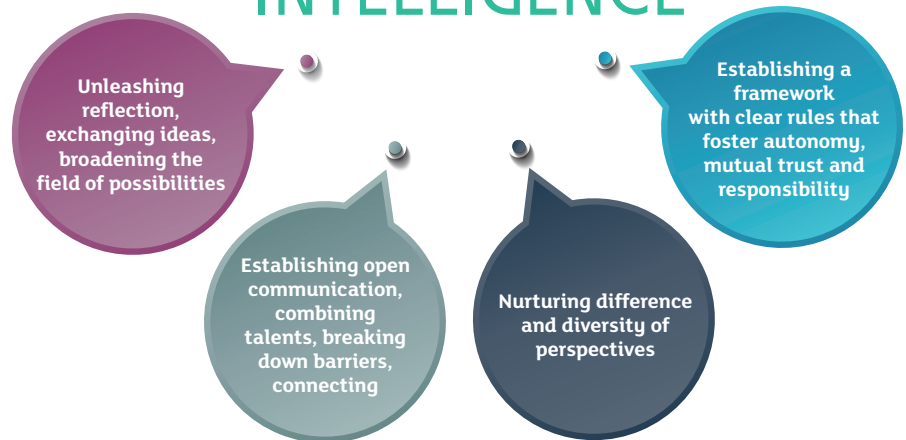 INTELLIGENCE
Unleashing
reflection,
exchanging ideas,
broadening the
field of possibilities
Establishing open
communication,
combining
talents, breaking
down barriers,
connecting
Nurturing difference
and diversity of
perspectives
Establishing a
framework
with clear rules that
foster autonomy,
mutual trust and
responsibility